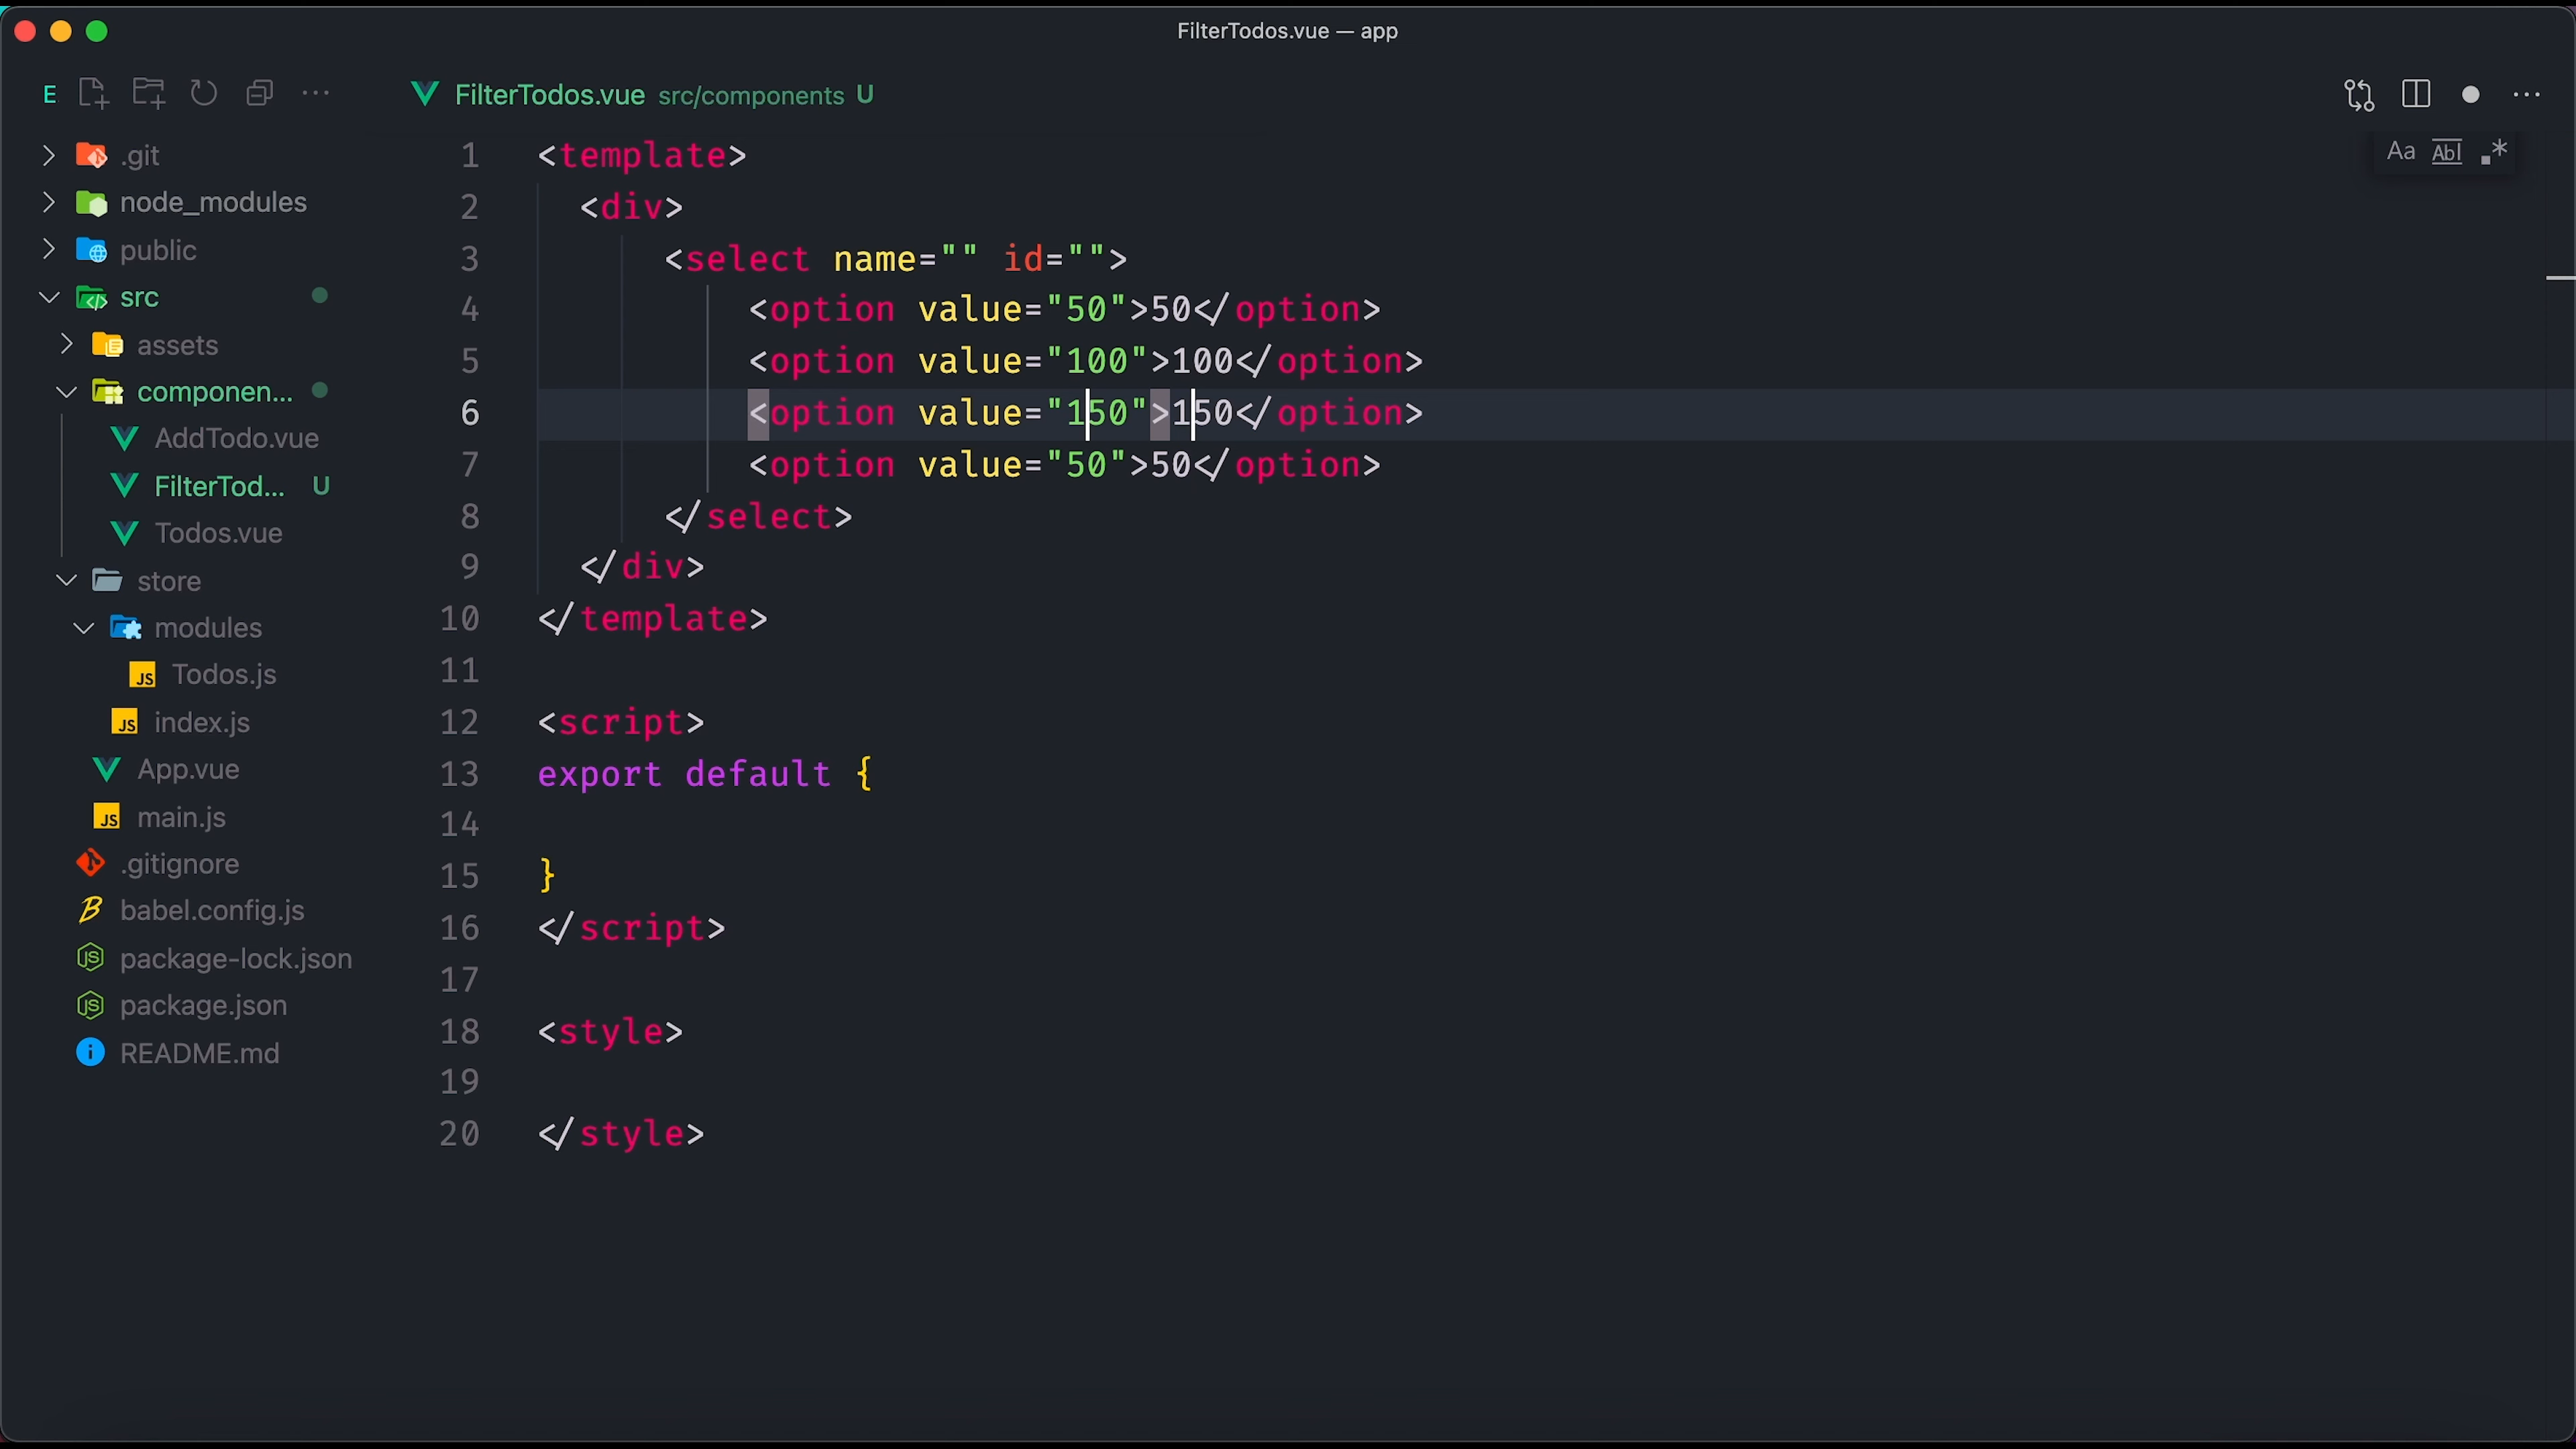 FilterTodos.vue — app
E
FilterTodos.vue src/components U
Aa Abl .*
.git
node_modules
public
src
assets
componen...
AddTodo.vue
FilterTod... U
Todos.vue
store
modules
JS Todos.js
JS index.js
App.vue
JS main.js
.gitignore
babel.config.js
package-lock.json
package.json
README.md
1 <template>
2 <div>
3 <select name="" id="">
4 <option value="50">50</option>
5 <option value="100">100</option>
6 <option value="150">150</option>
7 <option value="50">50</option>
8 </select>
9 </div>
10 </template>
11
12 <script>
13 export default {
14
15 }
16 </script>
17
18 <style>
19
20 </style>